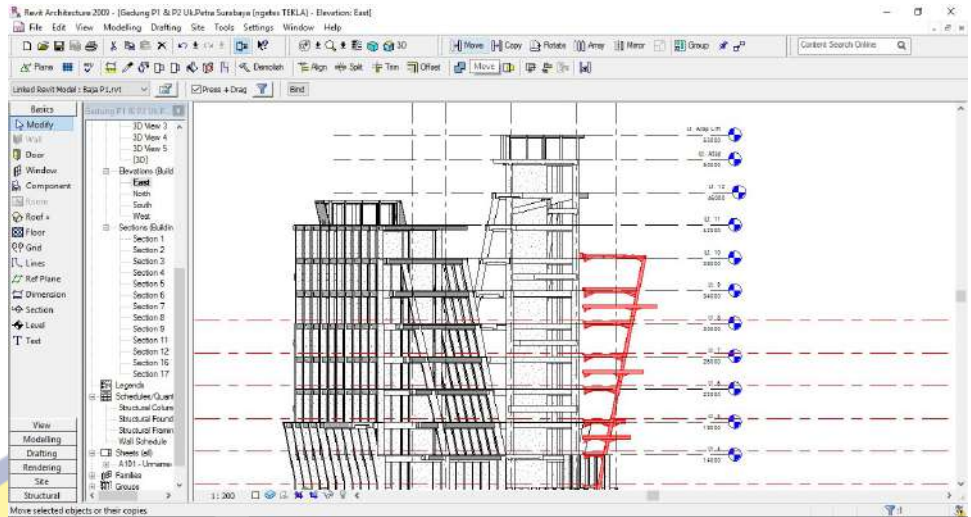 Revit Architecture 2009 - [Gedung P1 & P2 Uk.Petra Surabaya (ngetes TEKLA) - Elevation: East]
File Edit View Modelling Drafting Site Tools Settings Window Help
3D Move Copy Rotate Array Mirror Group Content Search Online
Plane Demolish Align Split Trim Offset Move
Linked Revit Model : Baja P1.rvt Press + Drag Bind
Basics
Modify
Wall
Door
Window
Component
Room
Roof »
Floor
Grid
Lines
Ref Plane
Dimension
Section
Level
Text
View
Modelling
Drafting
Rendering
Site
Structural
3D View 3
3D View 4
3D View 5
{3D}
Elevations (Build
East
North
South
West
Sections (Buildin
Section 1
Section 2
Section 3
Section 4
Section 5
Section 6
Section 7
Section 8
Section 9
Section 11
Section 12
Section 16
Section 17
Legends
Schedules/Quant
Structural Colum
Structural Found
Structural Framin
Wall Schedule
Sheets (all)
A101 - Unname
Families
Groups
1 : 200
Move selected objects or their copies